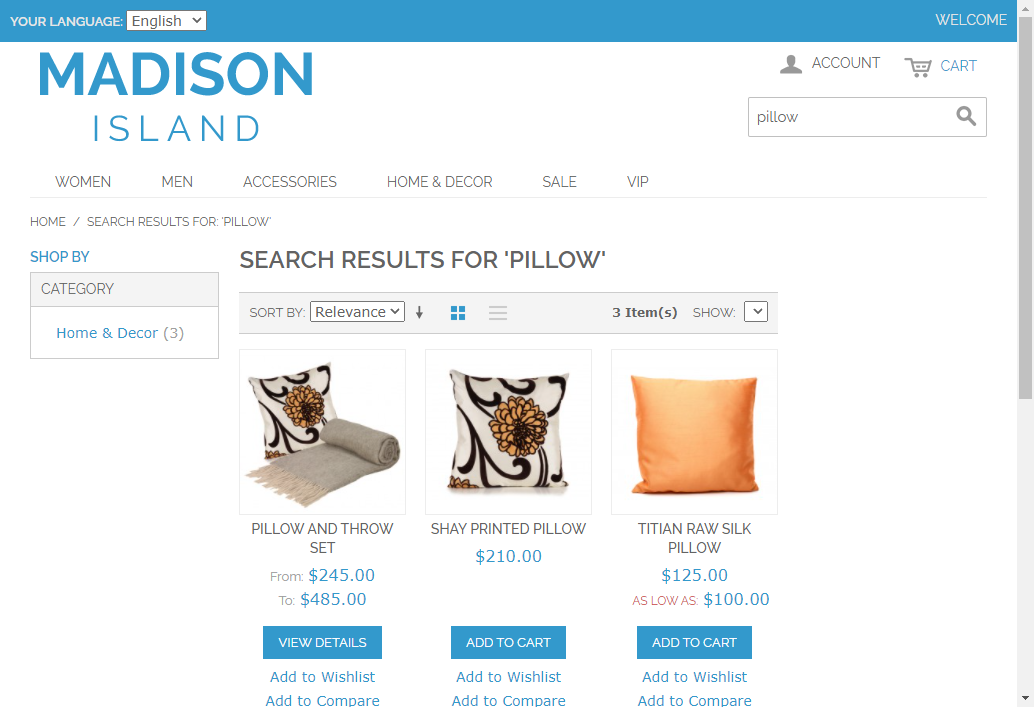 YOUR LANGUAGE: English WELCOME
MADISON
ISLAND
ACCOUNT CART
pillow
WOMEN MEN ACCESSORIES HOME & DECOR SALE VIP
HOME / SEARCH RESULTS FOR: 'PILLOW'
SHOP BY
CATEGORY
Home & Decor (3)
SEARCH RESULTS FOR 'PILLOW'
SORT BY: Relevance 3 Item(s) SHOW:
PILLOW AND THROW
SET
From: $245.00
To: $485.00
VIEW DETAILS
Add to Wishlist
Add to Compare
SHAY PRINTED PILLOW
$210.00
ADD TO CART
Add to Wishlist
Add to Compare
TITIAN RAW SILK
PILLOW
$125.00
AS LOW AS: $100.00
ADD TO CART
Add to Wishlist
Add to Compare